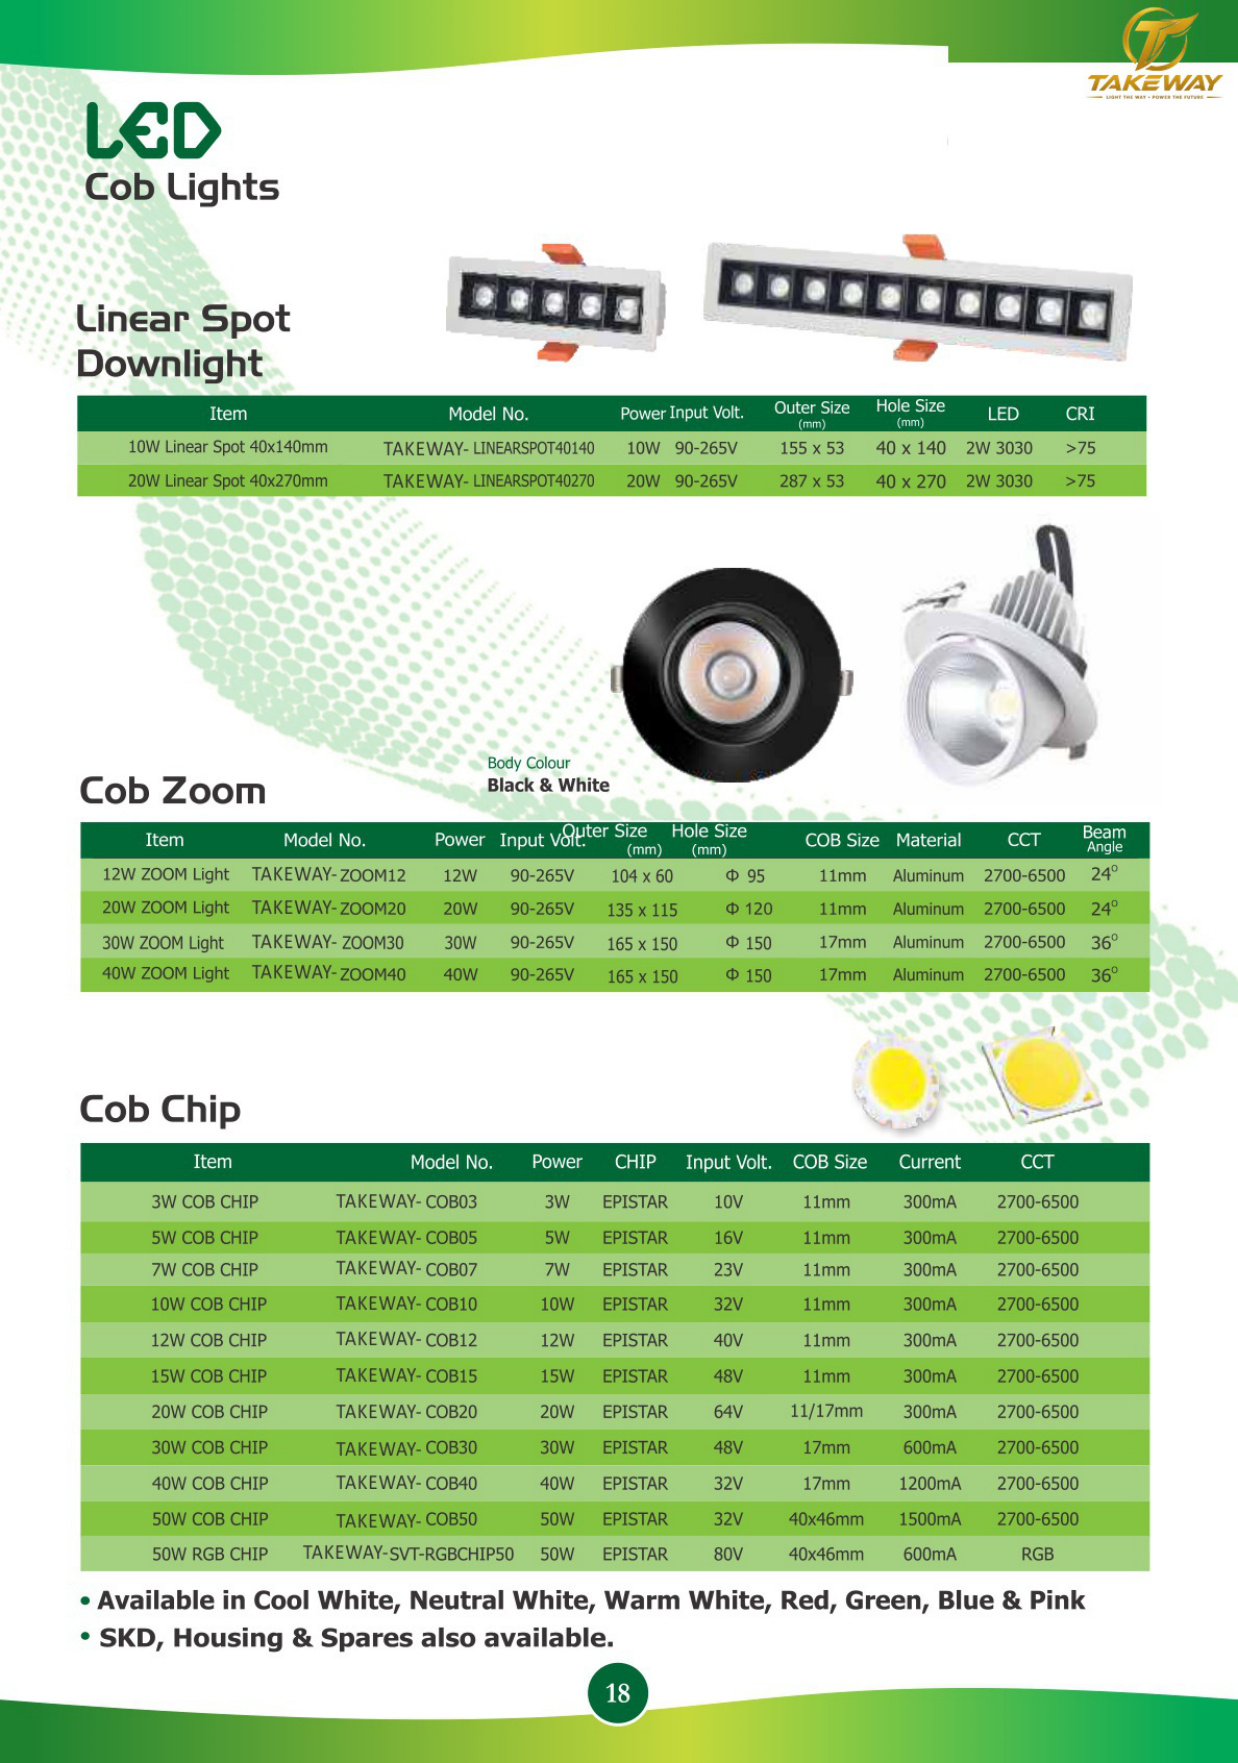 TAKEWAY
LIGHT THE WAY - POWER THE FUTURE
LED
Cob Lights
Linear Spot
Downlight
Item Model No. Power Input Volt. Outer Size (mm) Hole Size (mm) LED CRI
10W Linear Spot 40x140mm TAKEWAY- LINEARSPOT40140 10W 90-265V 155 x 53 40 x 140 2W 3030 >75
20W Linear Spot 40x270mm TAKEWAY- LINEARSPOT40270 20W 90-265V 287 x 53 40 x 270 2W 3030 >75
Body Colour
Black & White
Cob Zoom
Item Model No. Power Input Volt. Outer Size (mm) Hole Size (mm) COB Size Material CCT Beam Angle
12W ZOOM Light TAKEWAY- ZOOM12 12W 90-265V 104 x 60 Φ 95 11mm Aluminum 2700-6500 24°
20W ZOOM Light TAKEWAY- ZOOM20 20W 90-265V 135 x 115 Φ 120 11mm Aluminum 2700-6500 24°
30W ZOOM Light TAKEWAY- ZOOM30 30W 90-265V 165 x 150 Φ 150 17mm Aluminum 2700-6500 36°
40W ZOOM Light TAKEWAY- ZOOM40 40W 90-265V 165 x 150 Φ 150 17mm Aluminum 2700-6500 36°
Cob Chip
Item Model No. Power CHIP Input Volt. COB Size Current CCT
3W COB CHIP TAKEWAY- COB03 3W EPISTAR 10V 11mm 300mA 2700-6500
5W COB CHIP TAKEWAY- COB05 5W EPISTAR 16V 11mm 300mA 2700-6500
7W COB CHIP TAKEWAY- COB07 7W EPISTAR 23V 11mm 300mA 2700-6500
10W COB CHIP TAKEWAY- COB10 10W EPISTAR 32V 11mm 300mA 2700-6500
12W COB CHIP TAKEWAY- COB12 12W EPISTAR 40V 11mm 300mA 2700-6500
15W COB CHIP TAKEWAY- COB15 15W EPISTAR 48V 11mm 300mA 2700-6500
20W COB CHIP TAKEWAY- COB20 20W EPISTAR 64V 11/17mm 300mA 2700-6500
30W COB CHIP TAKEWAY- COB30 30W EPISTAR 48V 17mm 600mA 2700-6500
40W COB CHIP TAKEWAY- COB40 40W EPISTAR 32V 17mm 1200mA 2700-6500
50W COB CHIP TAKEWAY- COB50 50W EPISTAR 32V 40x46mm 1500mA 2700-6500
50W RGB CHIP TAKEWAY-SVT-RGBCHIP50 50W EPISTAR 80V 40x46mm 600mA RGB
• Available in Cool White, Neutral White, Warm White, Red, Green, Blue & Pink
• SKD, Housing & Spares also available.
18